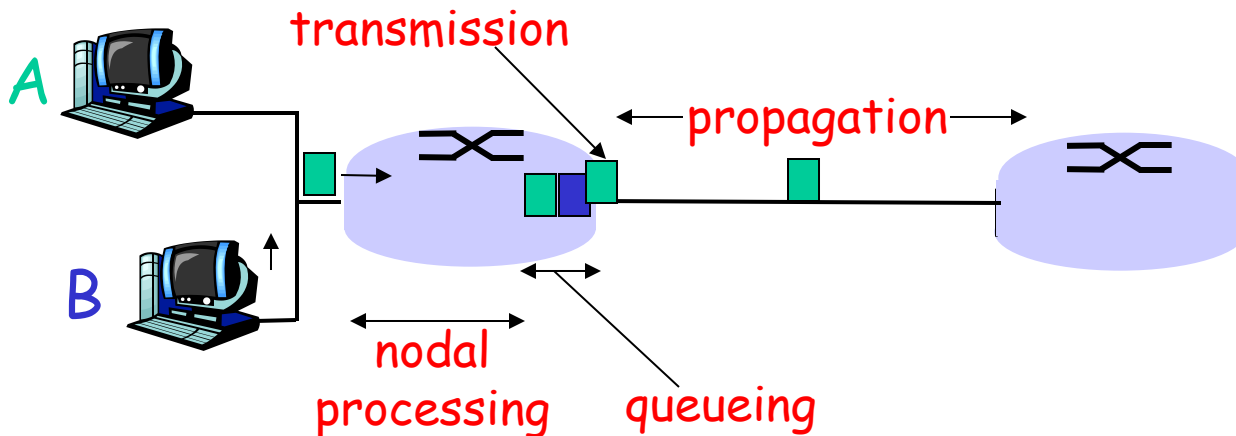 transmission
A
propagation
B
nodal
processing
queueing